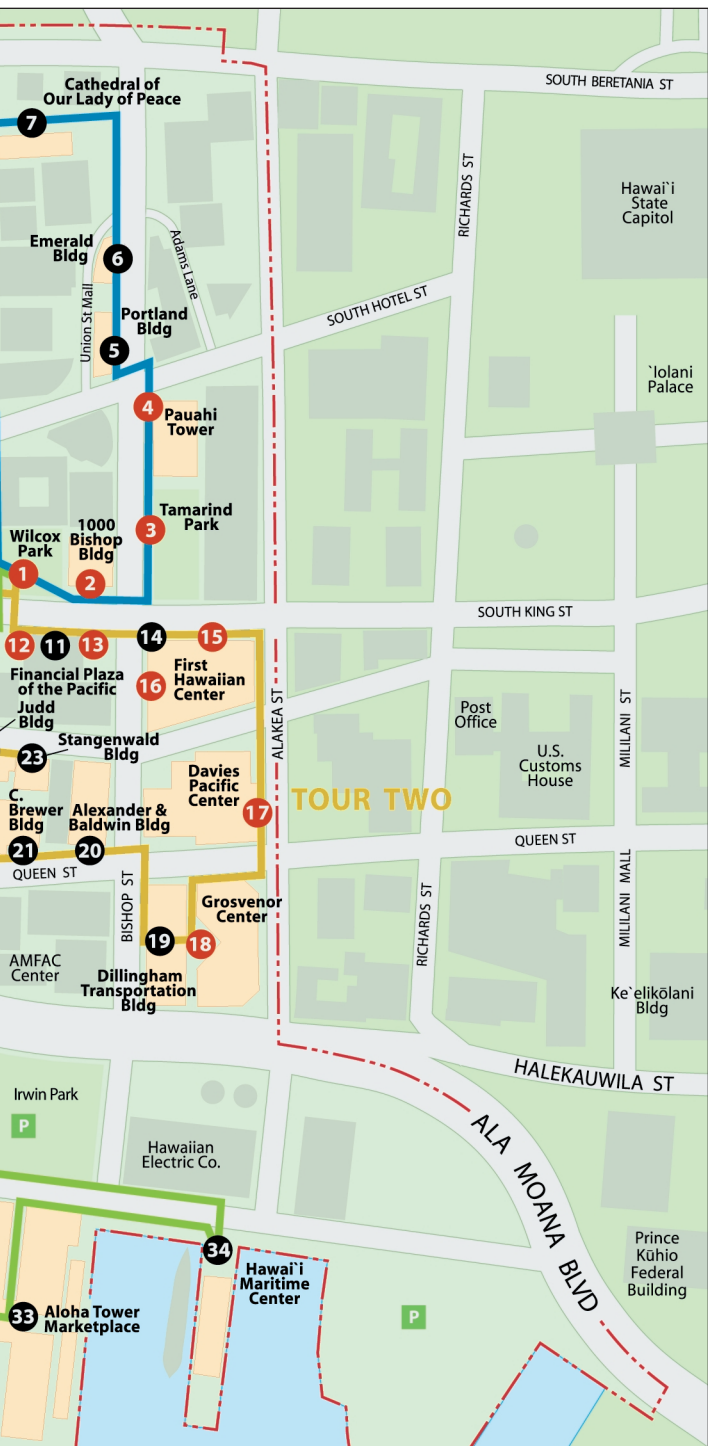 SOUTH BERETANIA ST
Cathedral of
Our Lady of Peace
7
RICHARDS ST
Hawai`i
State
Capitol
Emerald
Bldg
6
Adams Lane
Union St Mall
SOUTH HOTEL ST
Portland
Bldg
5
`Iolani
Palace
4
Pauahi
Tower
Tamarind
Park
3
1000
Bishop
Bldg
2
Wilcox
Park
1
SOUTH KING ST
12
11
13
14
15
Financial Plaza
of the Pacific
16
First
Hawaiian
Center
Judd
Bldg
Stangenwald
Bldg
23
ALAKEA ST
Post
Office
MILILANI ST
U.S.
Customs
House
Davies
Pacific
Center
17
TOUR TWO
C.
Brewer
Bldg
21
Alexander &
Baldwin Bldg
20
QUEEN ST
QUEEN ST
BISHOP ST
RICHARDS ST
MILILANI MALL
Grosvenor
Center
19
18
AMFAC
Center
Dillingham
Transportation
Bldg
Ke`elikōlani
Bldg
HALEKAUWILA ST
Irwin Park
P
Hawaiian
Electric Co.
ALA MOANA BLVD
34
Hawai`i
Maritime
Center
Prince
Kūhio
Federal
Building
33
Aloha Tower
Marketplace
P